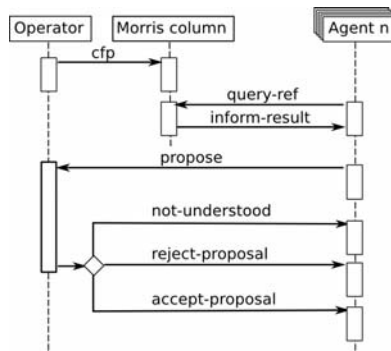 Operator
Morris column
Agent n
cfp
query-ref
inform-result
propose
not-understood
reject-proposal
accept-proposal